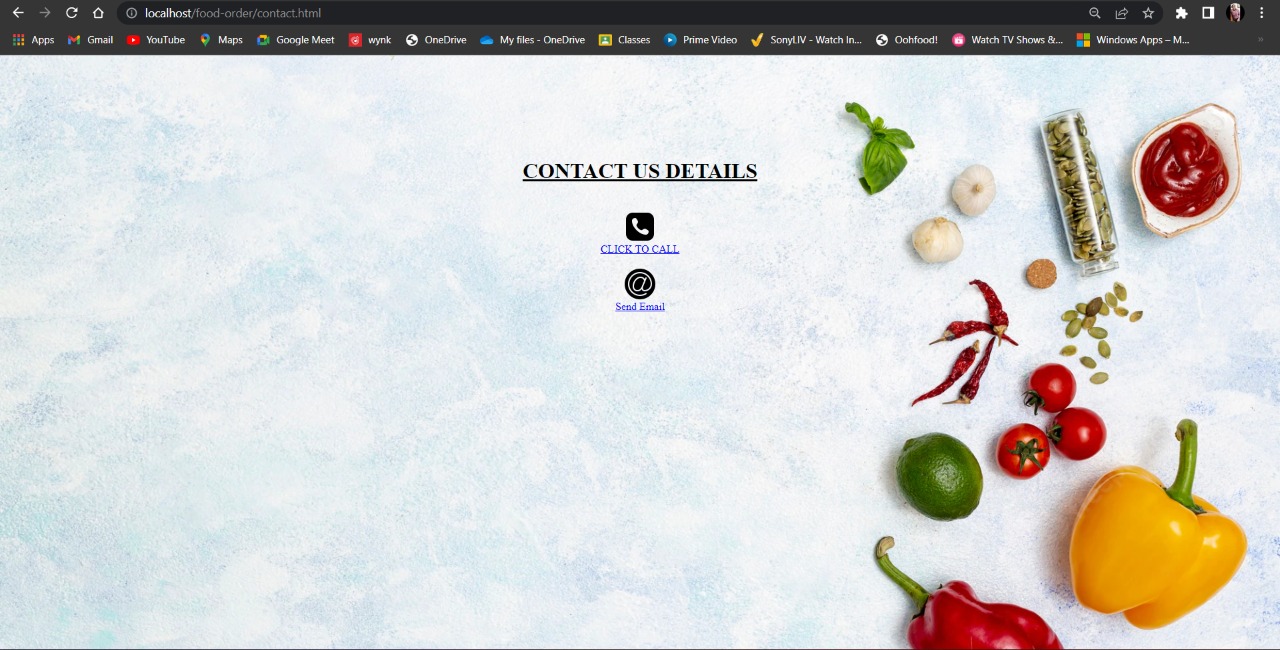 localhost/food-order/contact.html
Apps Gmail YouTube Maps Google Meet wynk OneDrive My files - OneDrive Classes Prime Video SonyLIV - Watch In... Oohfood! Watch TV Shows &... Windows Apps – M... »
CONTACT US DETAILS
CLICK TO CALL
@
Send Email